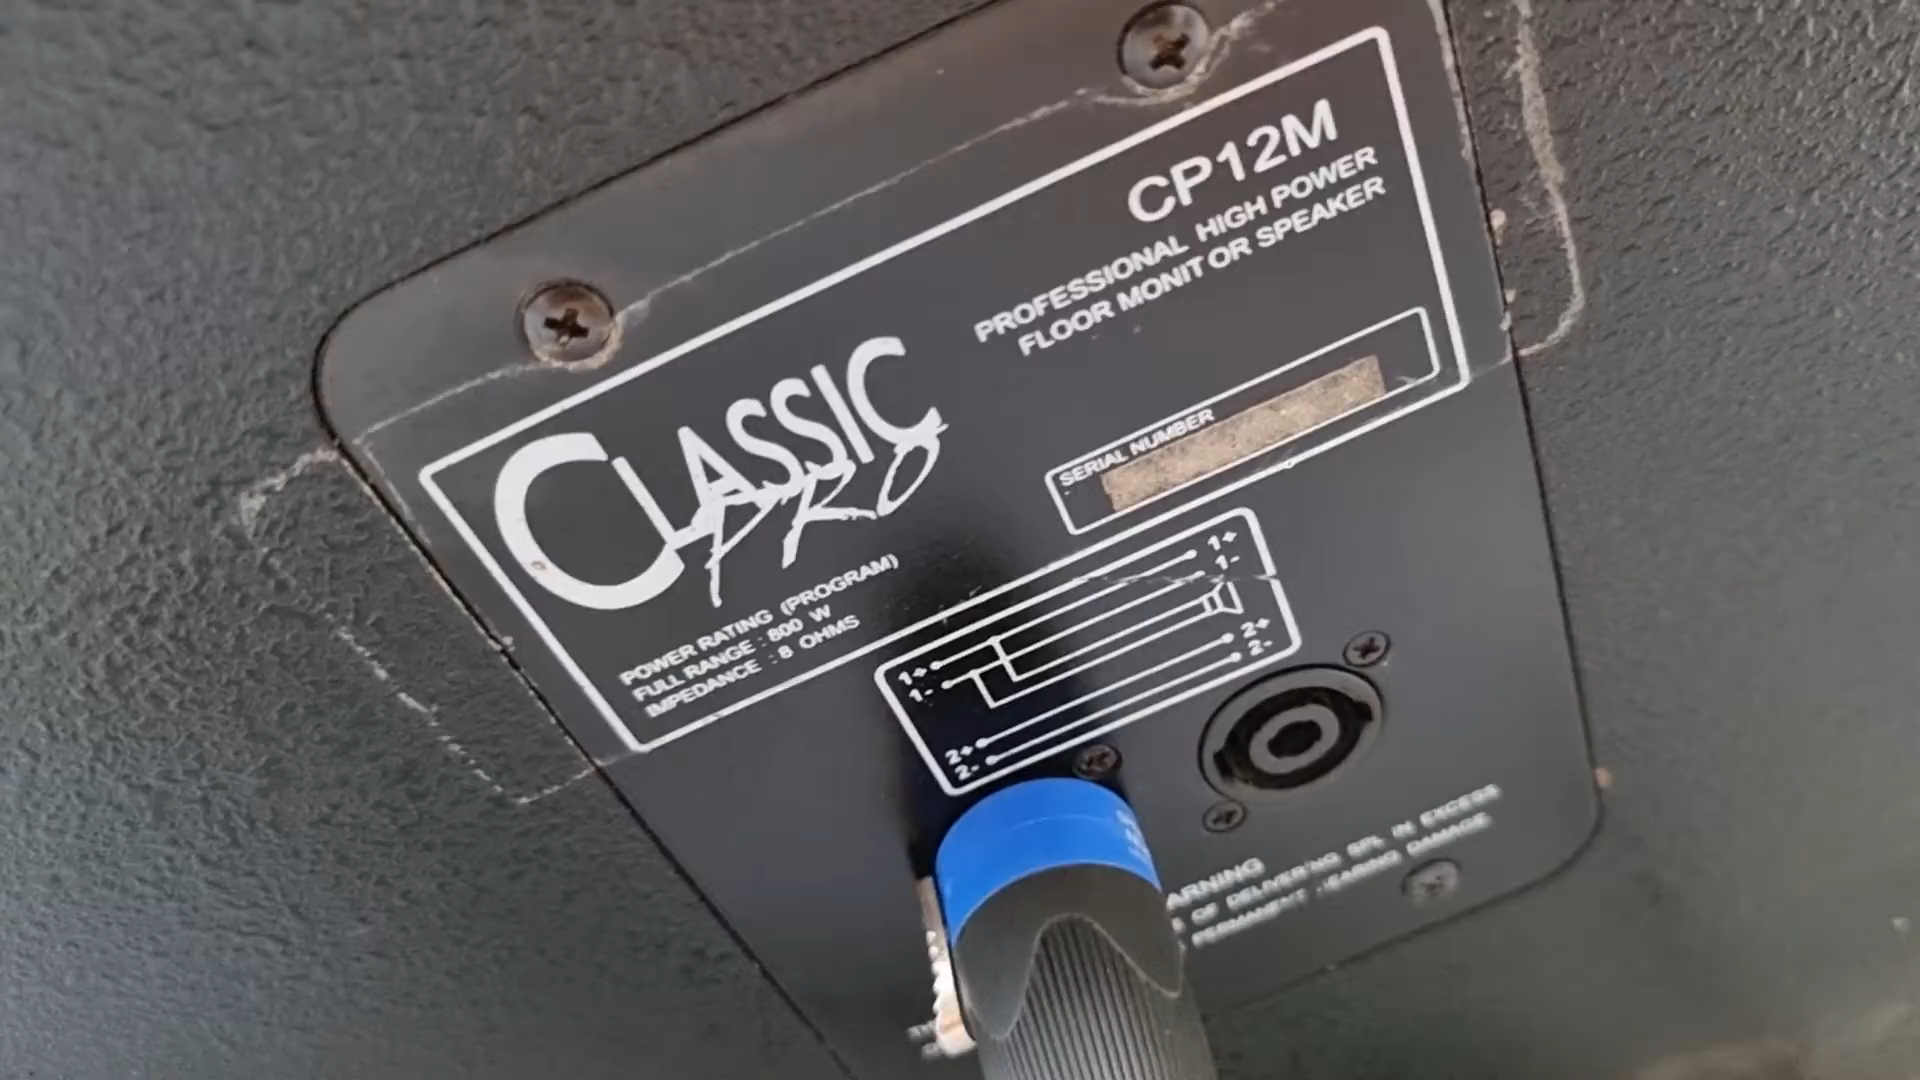 CP12M
PROFESSIONAL HIGH POWER
FLOOR MONITOR SPEAKER
CLASSIC
PRO
SERIAL NUMBER
POWER RATING (PROGRAM)
FULL RANGE : 800 W
IMPEDANCE : 8 OHMS
1+
1-
2+
2-
1+
1-
2+
2-
OF DELIVERING SPL IN EXCESS
PERMANENT HEARING DAMAGE